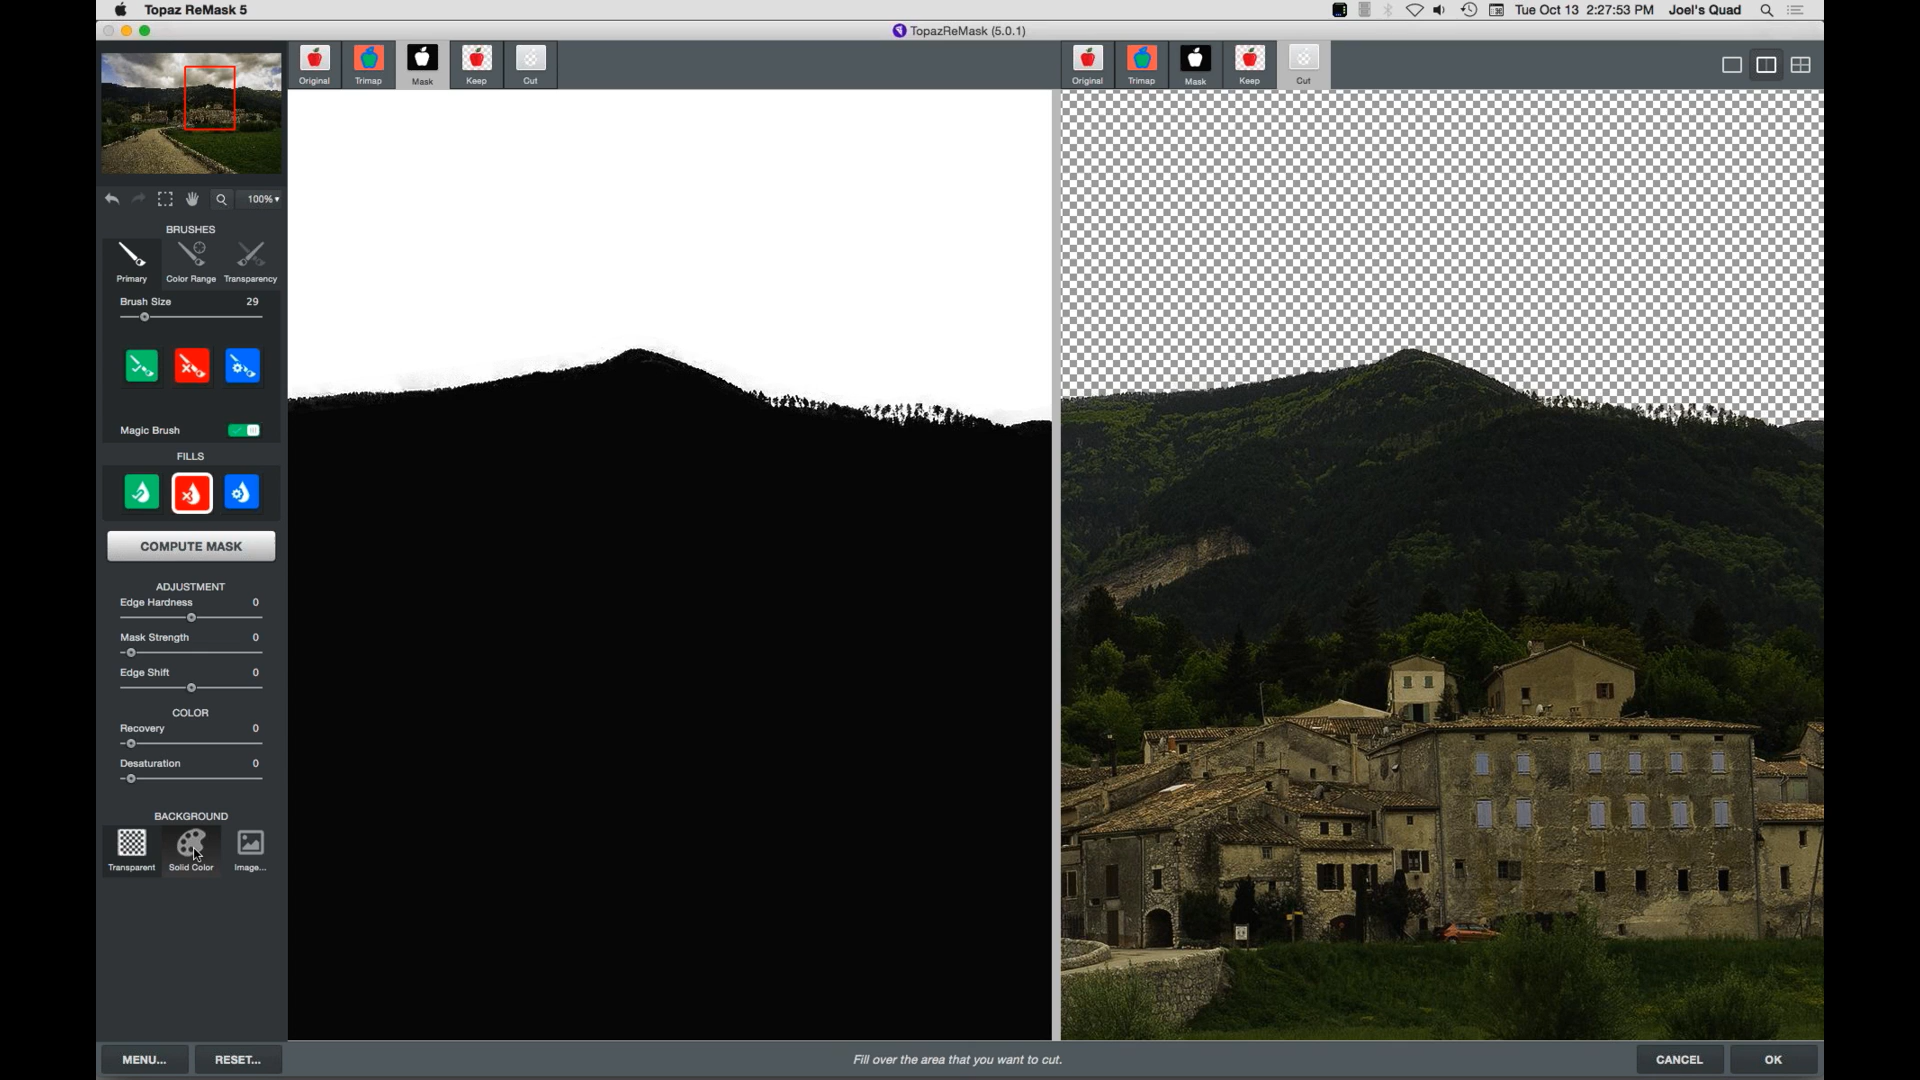 Topaz ReMask 5
Tue Oct 13 2:27:53 PM Joel's Quad
TopazReMask (5.0.1)
Original Trimap Mask Keep Cut
Original Trimap Mask Keep Cut
100%
BRUSHES
Primary Color Range Transparency
Brush Size 29
Magic Brush
FILLS
COMPUTE MASK
ADJUSTMENT
Edge Hardness 0
Mask Strength 0
Edge Shift 0
COLOR
Recovery 0
Desaturation 0
BACKGROUND
Transparent Solid Color Image...
MENU... RESET... Fill over the area that you want to cut. CANCEL OK